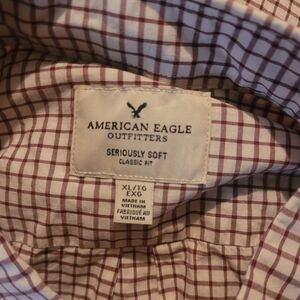 AMERICAN EAGLE
OUTFITTERS
SERIOUSLY SOFT
CLASSIC FIT
XL/TG
EXG
MADE IN
VIETNAM
FABRIQUÉ AU
VIETNAM